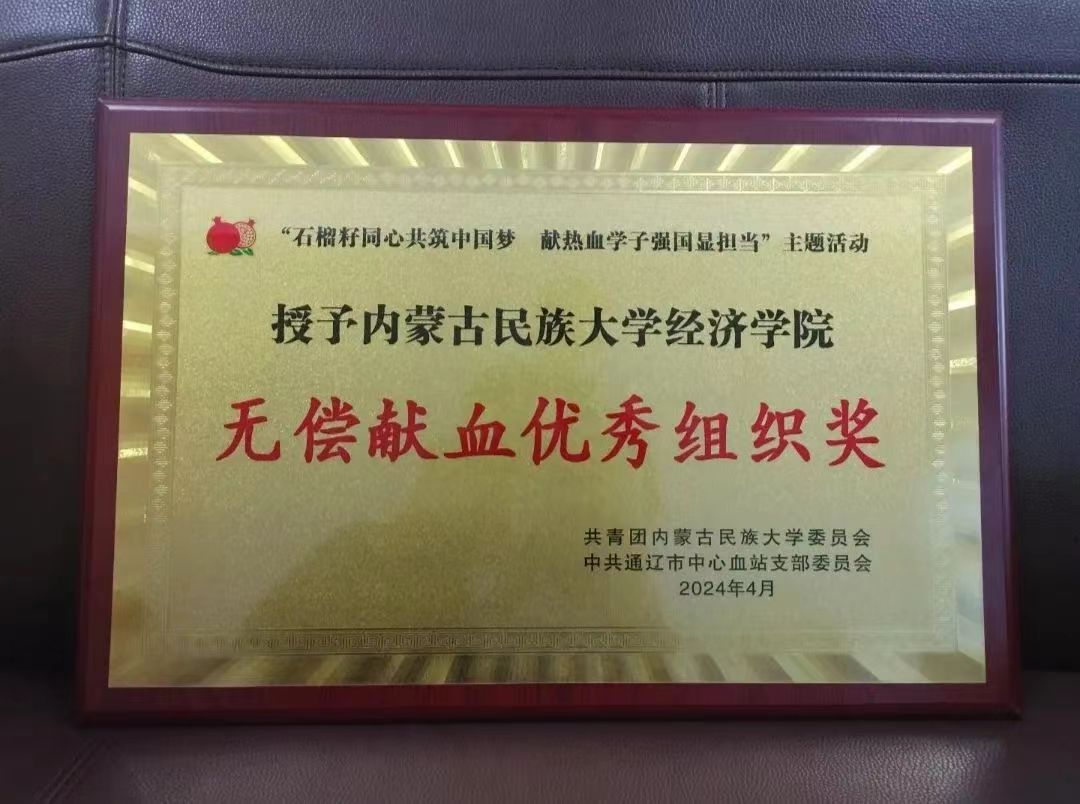 “石榴籽同心共筑中国梦 献热血学子强国显担当”主题活动
授予内蒙古民族大学经济学院
无偿献血优秀组织奖
共青团内蒙古民族大学委员会
中共通辽市中心血站支部委员会
2024年4月